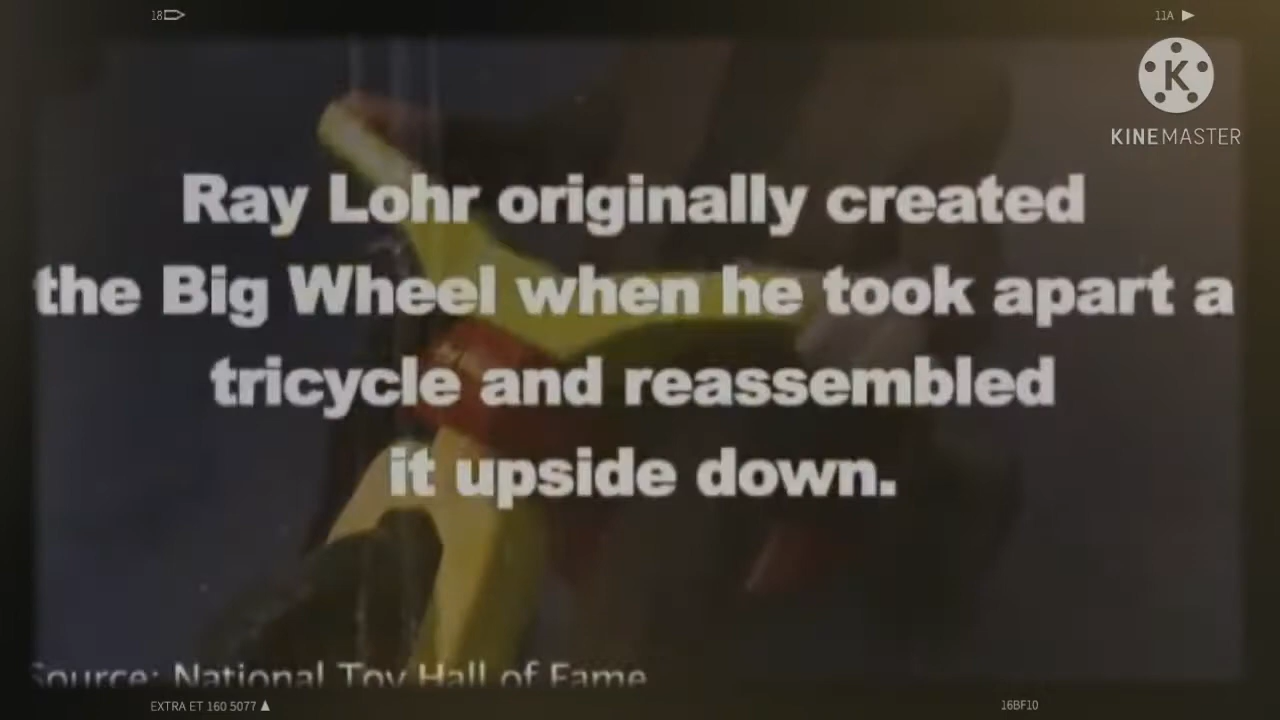 18
11A
KINEMASTER
Ray Lohr originally created
the Big Wheel when he took apart a
tricycle and reassembled
it upside down.
Source: National Toy Hall of Fame
EXTRA ET 160 5077
16BF10